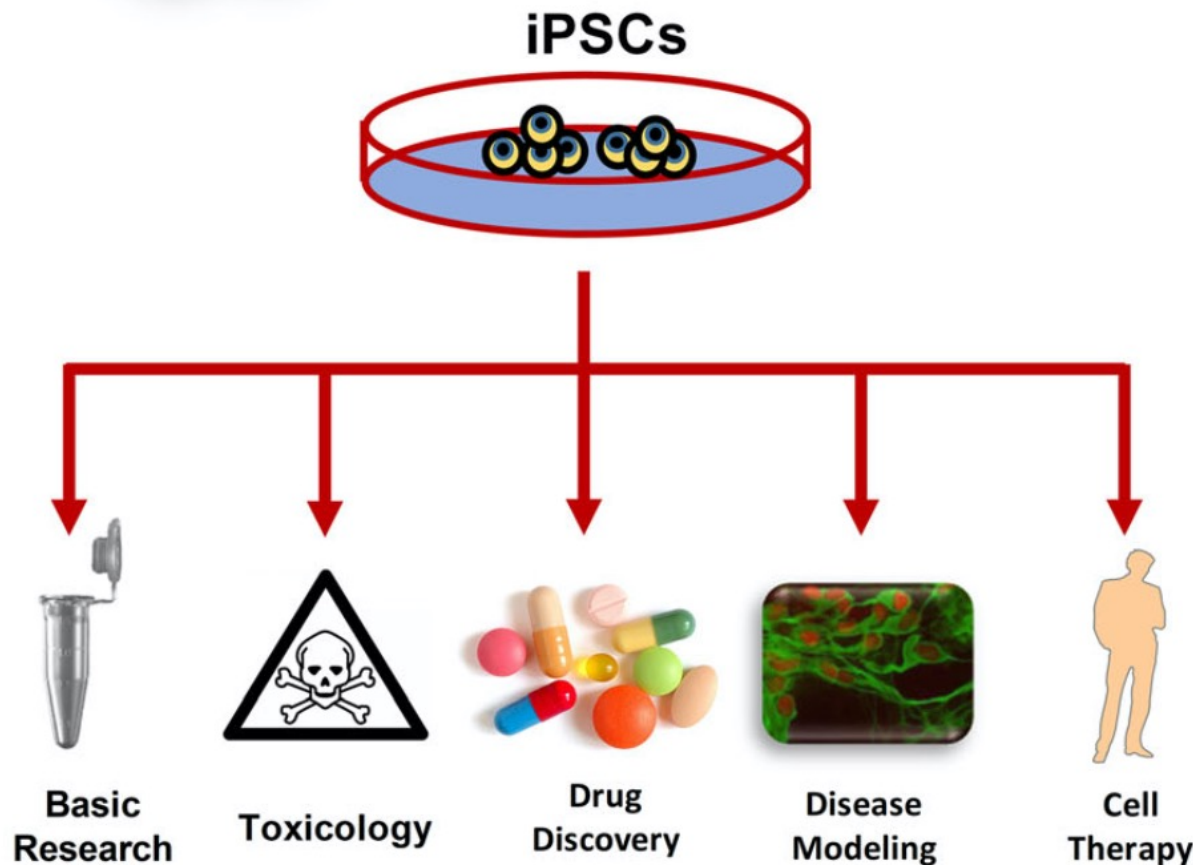 iPSCs
Basic
Research
Toxicology
Drug
Discovery
Disease
Modeling
Cell
Therapy